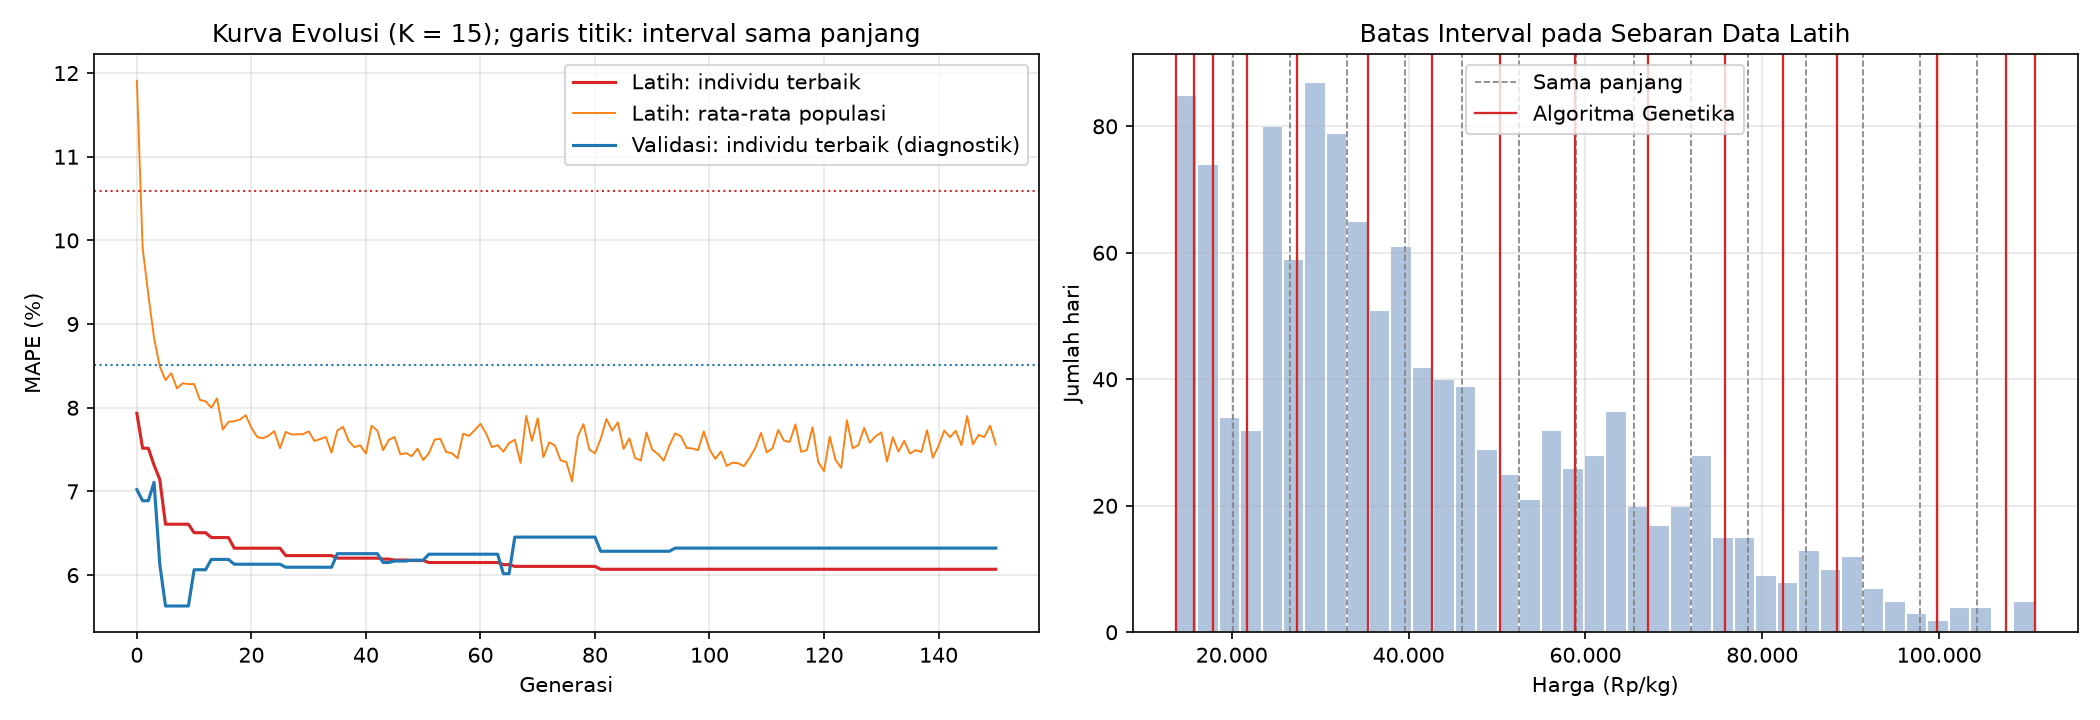 Kurva Evolusi (K = 15); garis titik: interval sama panjang
Latih: individu terbaik
Latih: rata-rata populasi
Validasi: individu terbaik (diagnostik)
MAPE (%)
12
11
10
9
8
7
6
0 20 40 60 80 100 120 140
Generasi
Batas Interval pada Sebaran Data Latih
Sama panjang
Algoritma Genetika
Jumlah hari
80
60
40
20
0
20.000 40.000 60.000 80.000 100.000
Harga (Rp/kg)